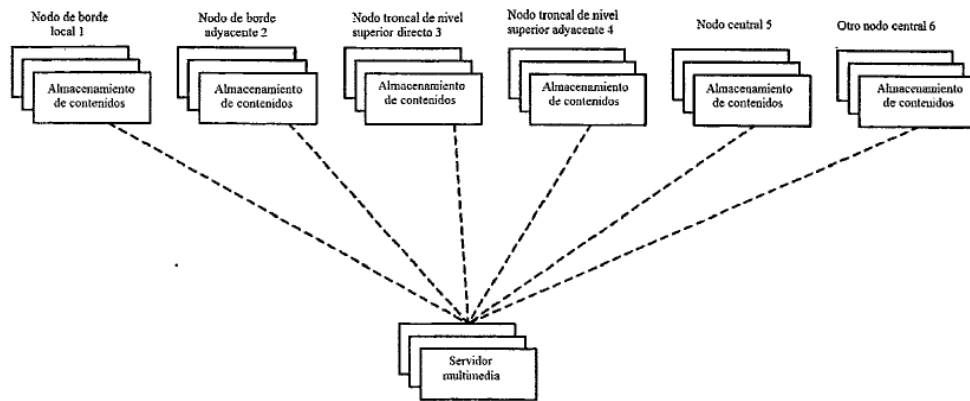 Nodo de borde
local 1
Nodo de borde
adyacente 2
Nodo troncal de nivel
superior directo 3
Nodo troncal de nivel
superior adyacente 4
Nodo central 5
Otro nodo central 6
Almacenamiento
de contenidos
Almacenamiento
de contenidos
Almacenamiento
de contenidos
Almacenamiento
de contenidos
Almacenamiento
de contenidos
Almacenamiento
de contenidos
Servidor
multimedia